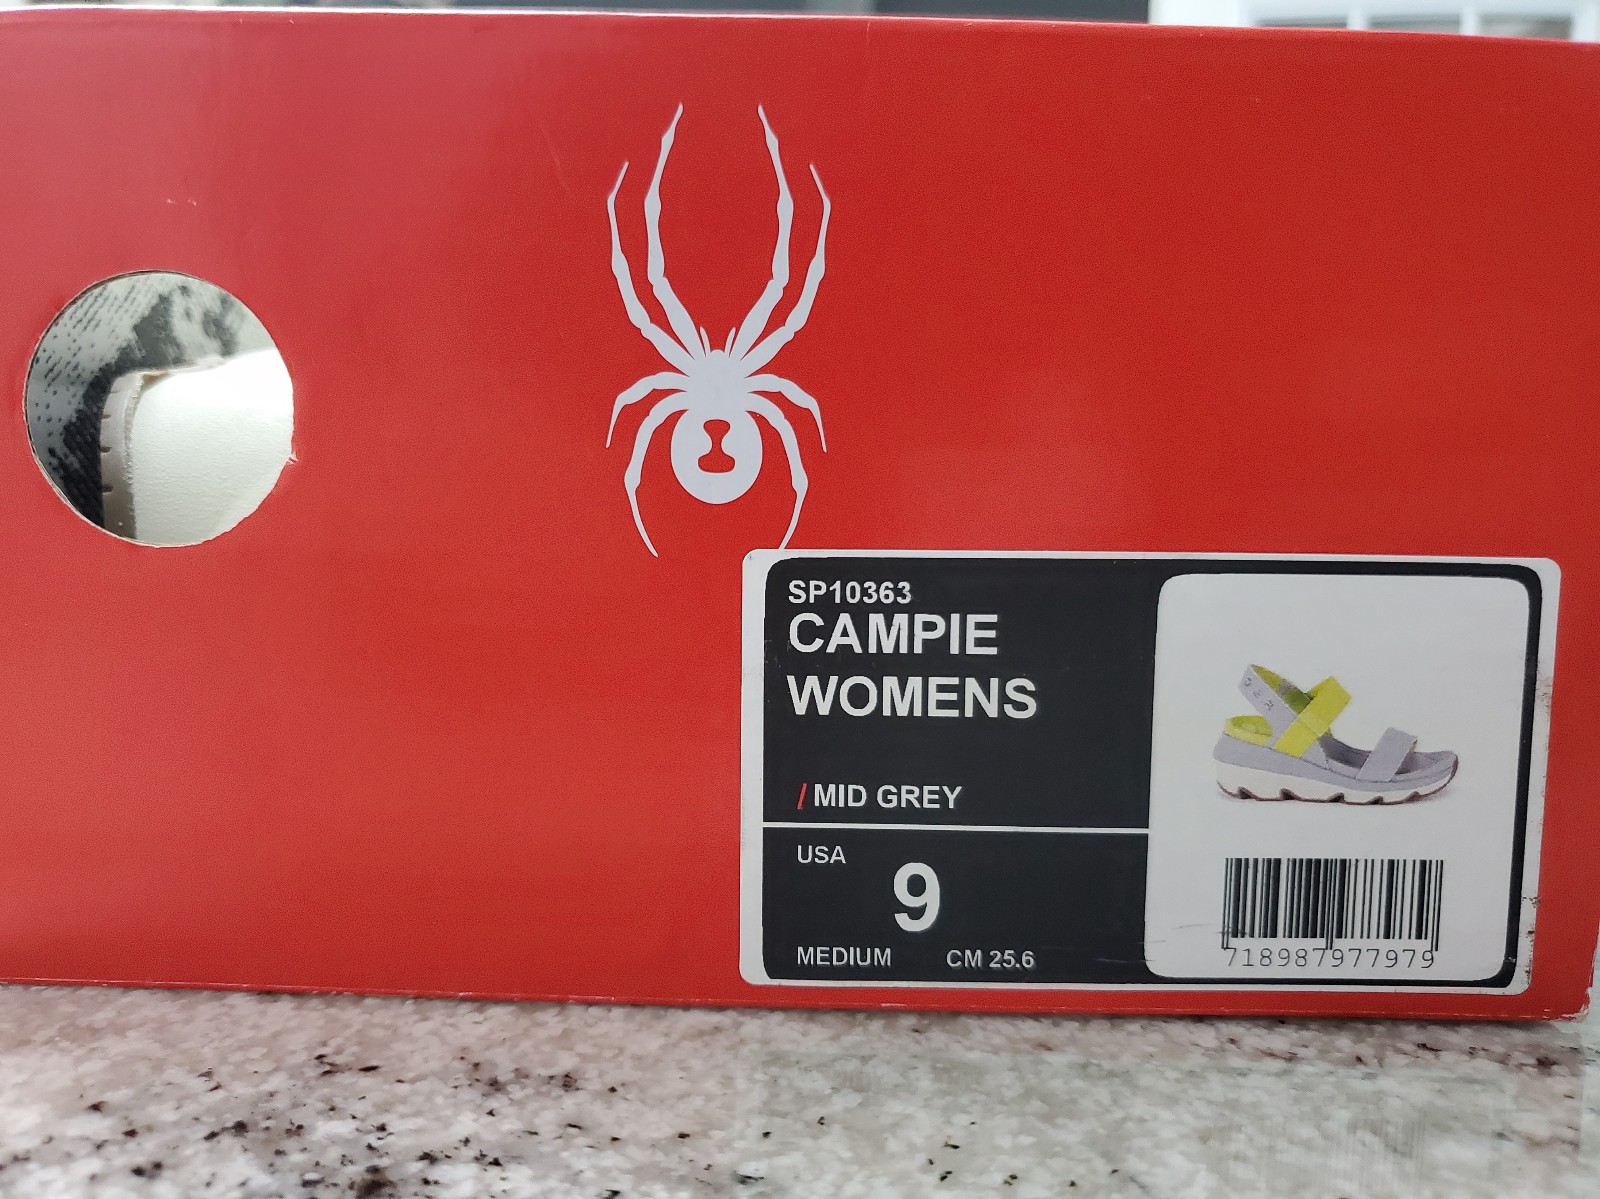 SP10363
CAMPIE
WOMENS
/ MID GREY
USA
9
MEDIUM CM 25.6
718987977979